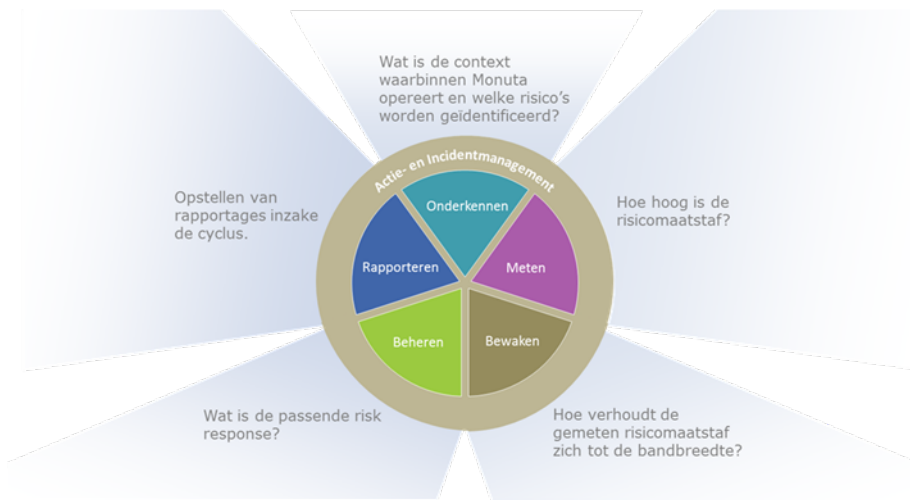 Wat is de context
waarbinnen Monuta
opereert en welke risico's
worden geïdentificeerd?
Actie- en Incidentmanagement
Onderkennen
Opstellen van
rapportages inzake
de cyclus.
Hoe hoog is de
risicomaatstaf?
Rapporteren
Meten
Beheren
Bewaken
Wat is de passende risk
response?
Hoe verhoudt de
gemeten risicomaatstaf
zich tot de bandbreedte?